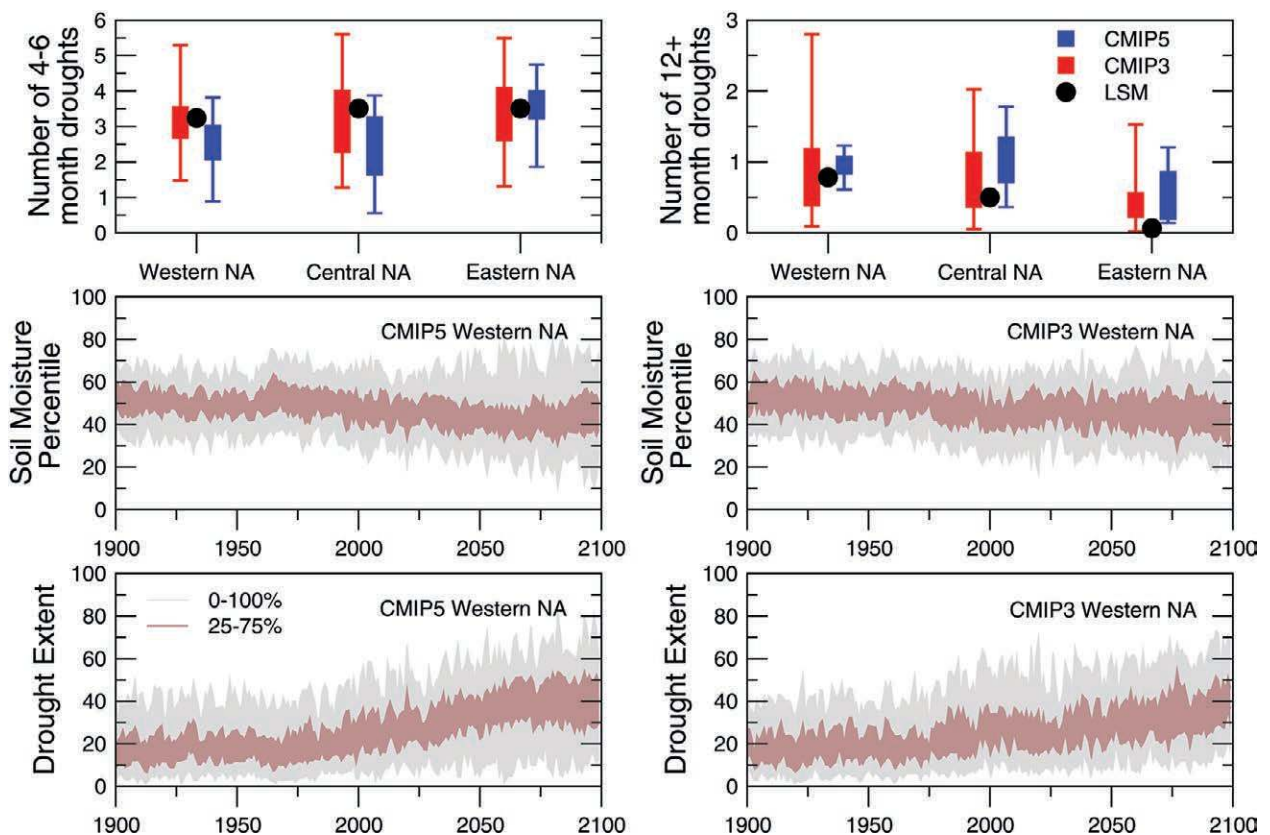 Number of 4-6
month droughts
6
5
4
3
2
1
0
Western NA
Central NA
Eastern NA
Number of 12+
month droughts
3
2
1
0
CMIP5
CMIP3
LSM
Western NA
Central NA
Eastern NA
Soil Moisture
Percentile
100
80
60
40
20
0
CMIP5 Western NA
1900
1950
2000
2050
2100
Soil Moisture
Percentile
100
80
60
40
20
0
CMIP3 Western NA
1900
1950
2000
2050
2100
Drought Extent
100
80
60
40
20
0
0-100%
25-75%
CMIP5 Western NA
1900
1950
2000
2050
2100
Drought Extent
100
80
60
40
20
0
CMIP3 Western NA
1900
1950
2000
2050
2100